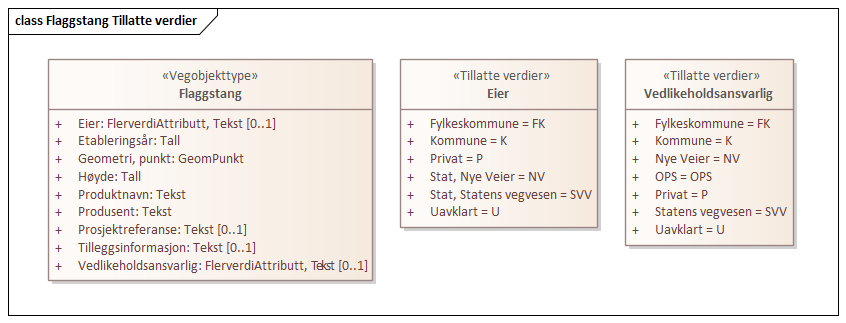 class Flaggstang Tillatte verdier
«Vegobjekttype»
Flaggstang
+ Eier: FlerverdiAttributt, Tekst [0..1]
+ Etableringsår: Tall
+ Geometri, punkt: GeomPunkt
+ Høyde: Tall
+ Produktnavn: Tekst
+ Produsent: Tekst
+ Prosjektreferanse: Tekst [0..1]
+ Tilleggsinformasjon: Tekst [0..1]
+ Vedlikeholdsansvarlig: FlerverdiAttributt, Tekst [0..1]
«Tillatte verdier»
Eier
+ Fylkeskommune = FK
+ Kommune = K
+ Privat = P
+ Stat, Nye Veier = NV
+ Stat, Statens vegvesen = SVV
+ Uavklart = U
«Tillatte verdier»
Vedlikeholdsansvarlig
+ Fylkeskommune = FK
+ Kommune = K
+ Nye Veier = NV
+ OPS = OPS
+ Privat = P
+ Statens vegvesen = SVV
+ Uavklart = U